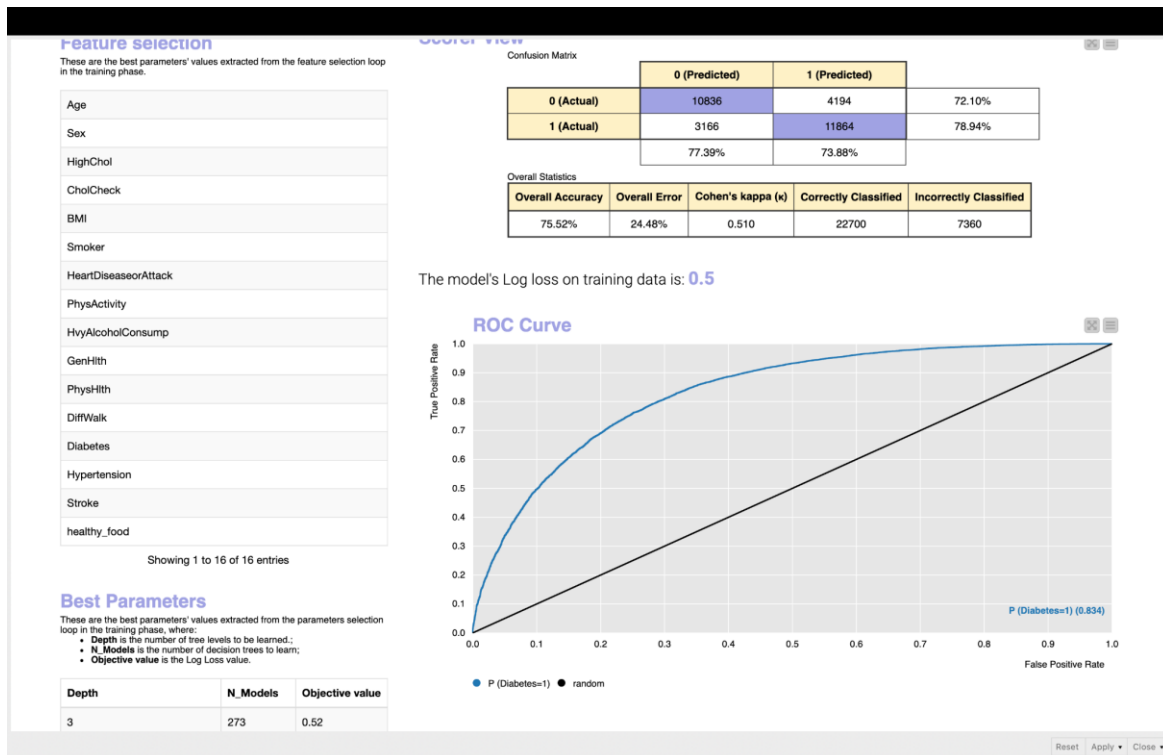 Feature selection
These are the best parameters' values extracted from the feature selection loop
in the training phase.
Age
Sex
HighChol
CholCheck
BMI
Smoker
HeartDiseaseorAttack
PhysActivity
HvyAlcoholConsump
GenHlth
PhysHlth
DiffWalk
Diabetes
Hypertension
Stroke
healthy_food
Showing 1 to 16 of 16 entries
Best Parameters
These are the best parameters' values extracted from the parameters selection
loop in the training phase, where:
• Depth is the number of tree levels to be learned.;
• N_Models is the number of decision trees to learn;
• Objective value is the Log Loss value.
Depth N_Models Objective value
3 273 0.52
Scorer View
Confusion Matrix
0 (Predicted) 1 (Predicted)
0 (Actual) 10836 4194 72.10%
1 (Actual) 3166 11864 78.94%
77.39% 73.88%
Overall Statistics
Overall Accuracy Overall Error Cohen's kappa (κ) Correctly Classified Incorrectly Classified
75.52% 24.48% 0.510 22700 7360
The model's Log loss on training data is: 0.5
ROC Curve
True Positive Rate
1.0
0.9
0.8
0.7
0.6
0.5
0.4
0.3
0.2
0.1
0.0
P (Diabetes=1) (0.834)
0.0 0.1 0.2 0.3 0.4 0.5 0.6 0.7 0.8 0.9 1.0
False Positive Rate
P (Diabetes=1) random
Reset Apply Close